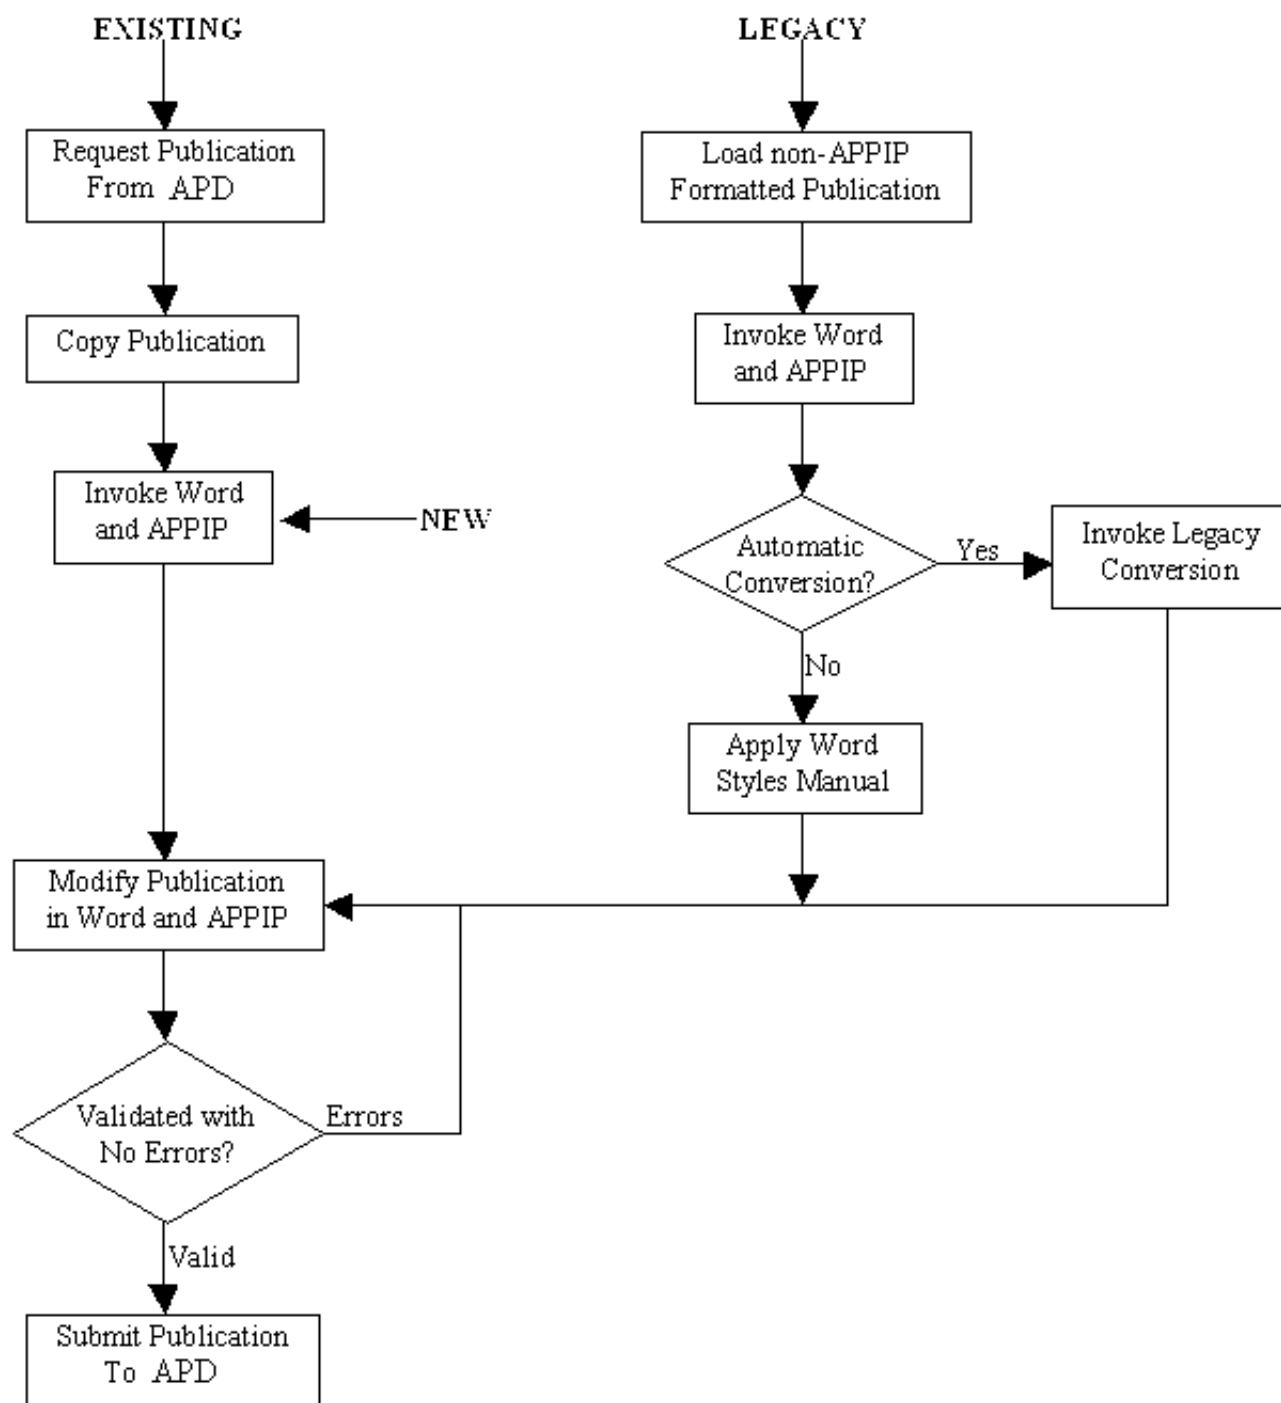 EXISTING
LEGACY
Request Publication
From APD
Load non-APPIP
Formatted Publication
Copy Publication
Invoke Word
and APPIP
Invoke Word
and APPIP
NEW
Automatic
Conversion?
Yes
Invoke Legacy
Conversion
No
Apply Word
Styles Manual
Modify Publication
in Word and APPIP
Validated with
No Errors?
Errors
Valid
Submit Publication
To APD